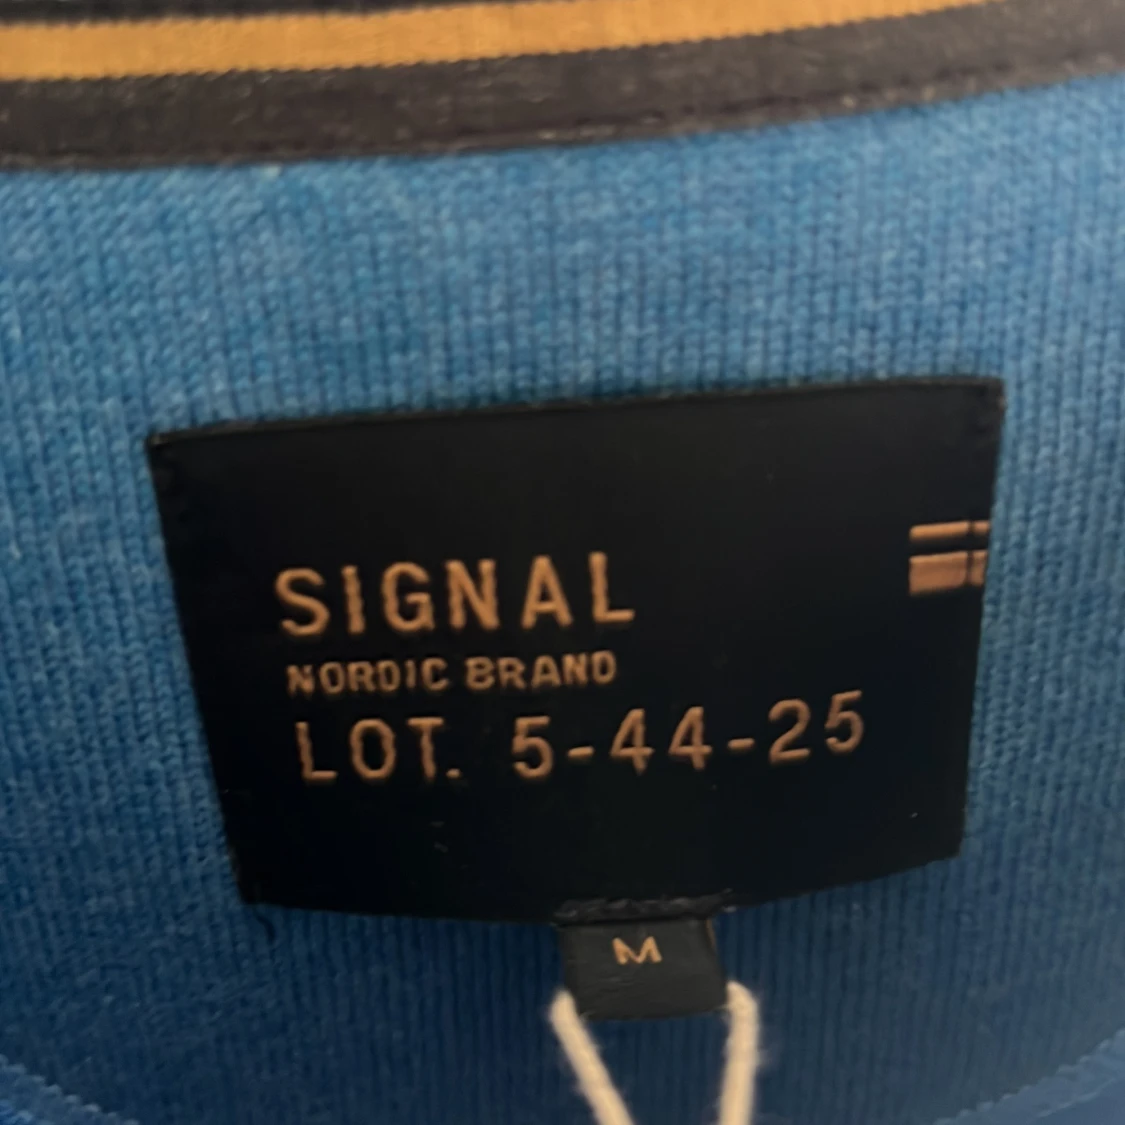 SIGNAL
NORDIC BRAND
LOT. 5-44-25
M